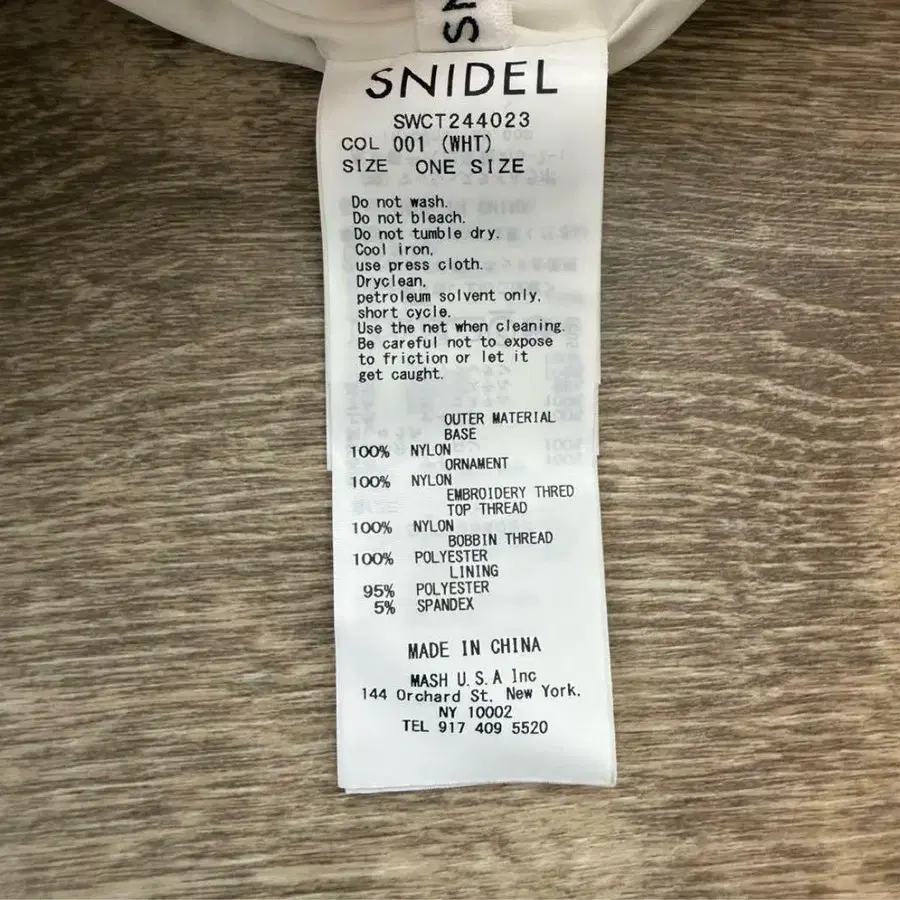 SNIDEL
SWCT244023
COL 001 (WHT)
SIZE ONE SIZE
Do not wash.
Do not bleach.
Do not tumble dry.
Cool iron,
use press cloth.
Dryclean,
petroleum solvent only,
short cycle.
Use the net when cleaning.
Be careful not to expose
to friction or let it
get caught.
OUTER MATERIAL
BASE
100% NYLON
ORNAMENT
100% NYLON
EMBROIDERY THRED
TOP THREAD
100% NYLON
BOBBIN THREAD
100% POLYESTER
LINING
95% POLYESTER
5% SPANDEX
MADE IN CHINA
MASH U.S.A Inc
144 Orchard St. New York.
NY 10002
TEL 917 409 5520